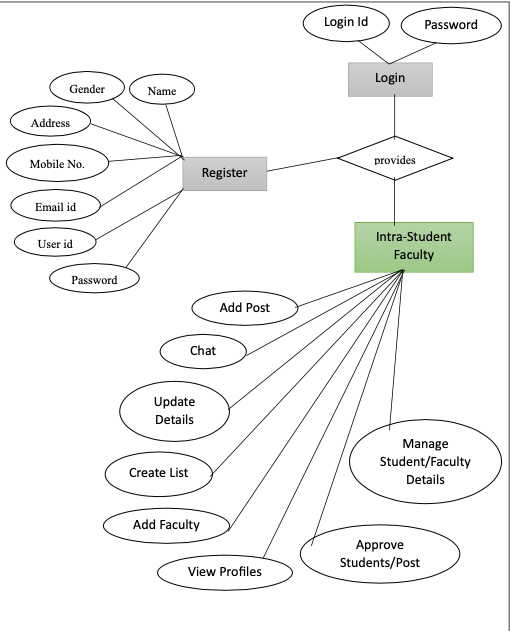 Login Id
Password
Login
Gender
Name
Address
Mobile No.
provides
Register
Email id
User id
Password
Intra-Student
Faculty
Add Post
Chat
Update
Details
Manage
Student/Faculty
Details
Create List
Add Faculty
Approve
Students/Post
View Profiles